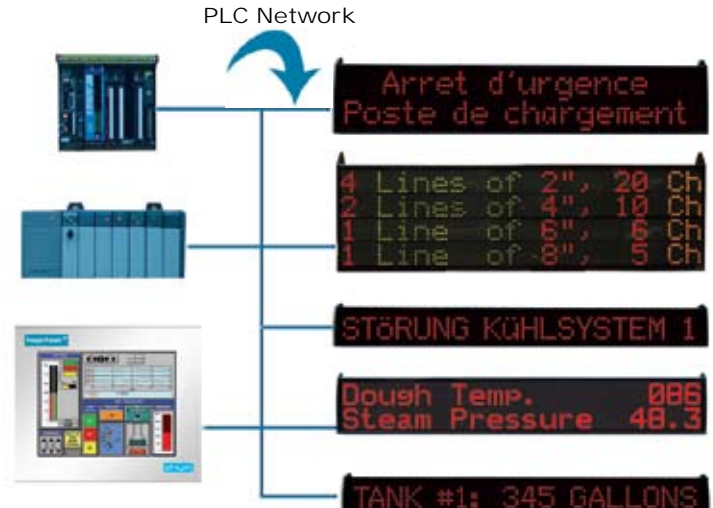 PLC Network
Arret d'urgence
Poste de chargement
4 Lines of 2", 20 Ch
2 Lines of 4", 10 Ch
1 Line of 6", 6 Ch
1 Line of 8", 5 Ch
STöRUNG KüHLSYSTEM 1
Dough Temp. 086
Steam Pressure 48.3
TANK #1: 345 GALLONS